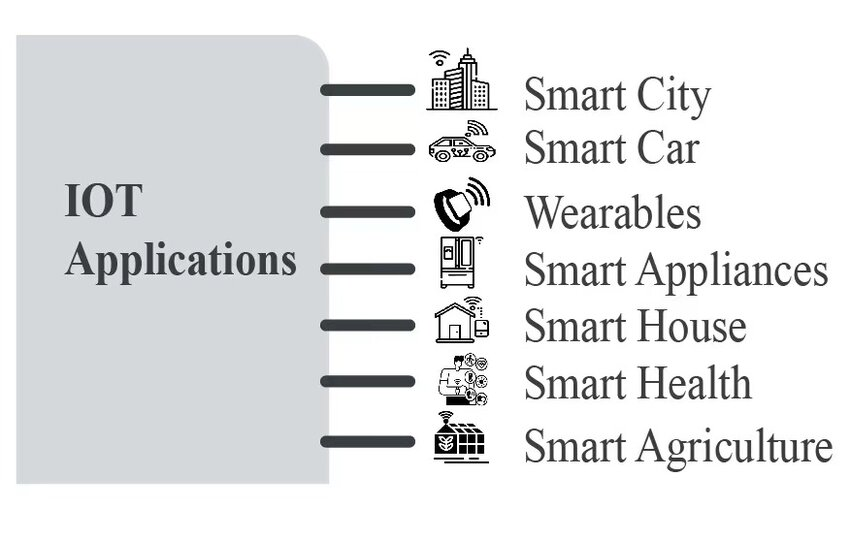 IOT
Applications
Smart City
Smart Car
Wearables
Smart Appliances
Smart House
Smart Health
Smart Agriculture